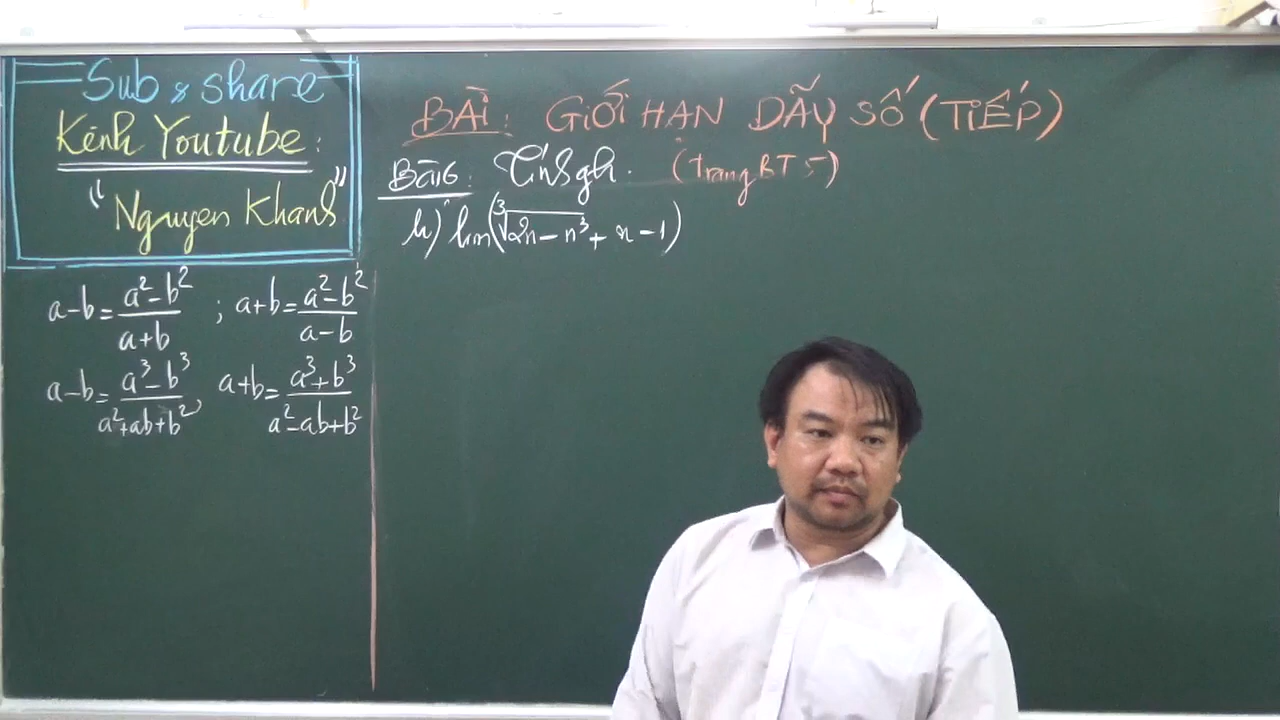 Sub & share
Kênh Youtube:
"Nguyen Khanh"
BÀI: GIỚI HẠN DÃY SỐ (TIẾP)
Bài 6: Tính gh. (Trang BT 5)
h) lim(∛(2n − n³) + n − 1)
a−b = (a²−b²)/(a+b) ; a+b = (a²−b²)/(a−b)
a−b = (a³−b³)/(a²+ab+b²), a+b = (a³+b³)/(a²−ab+b²)